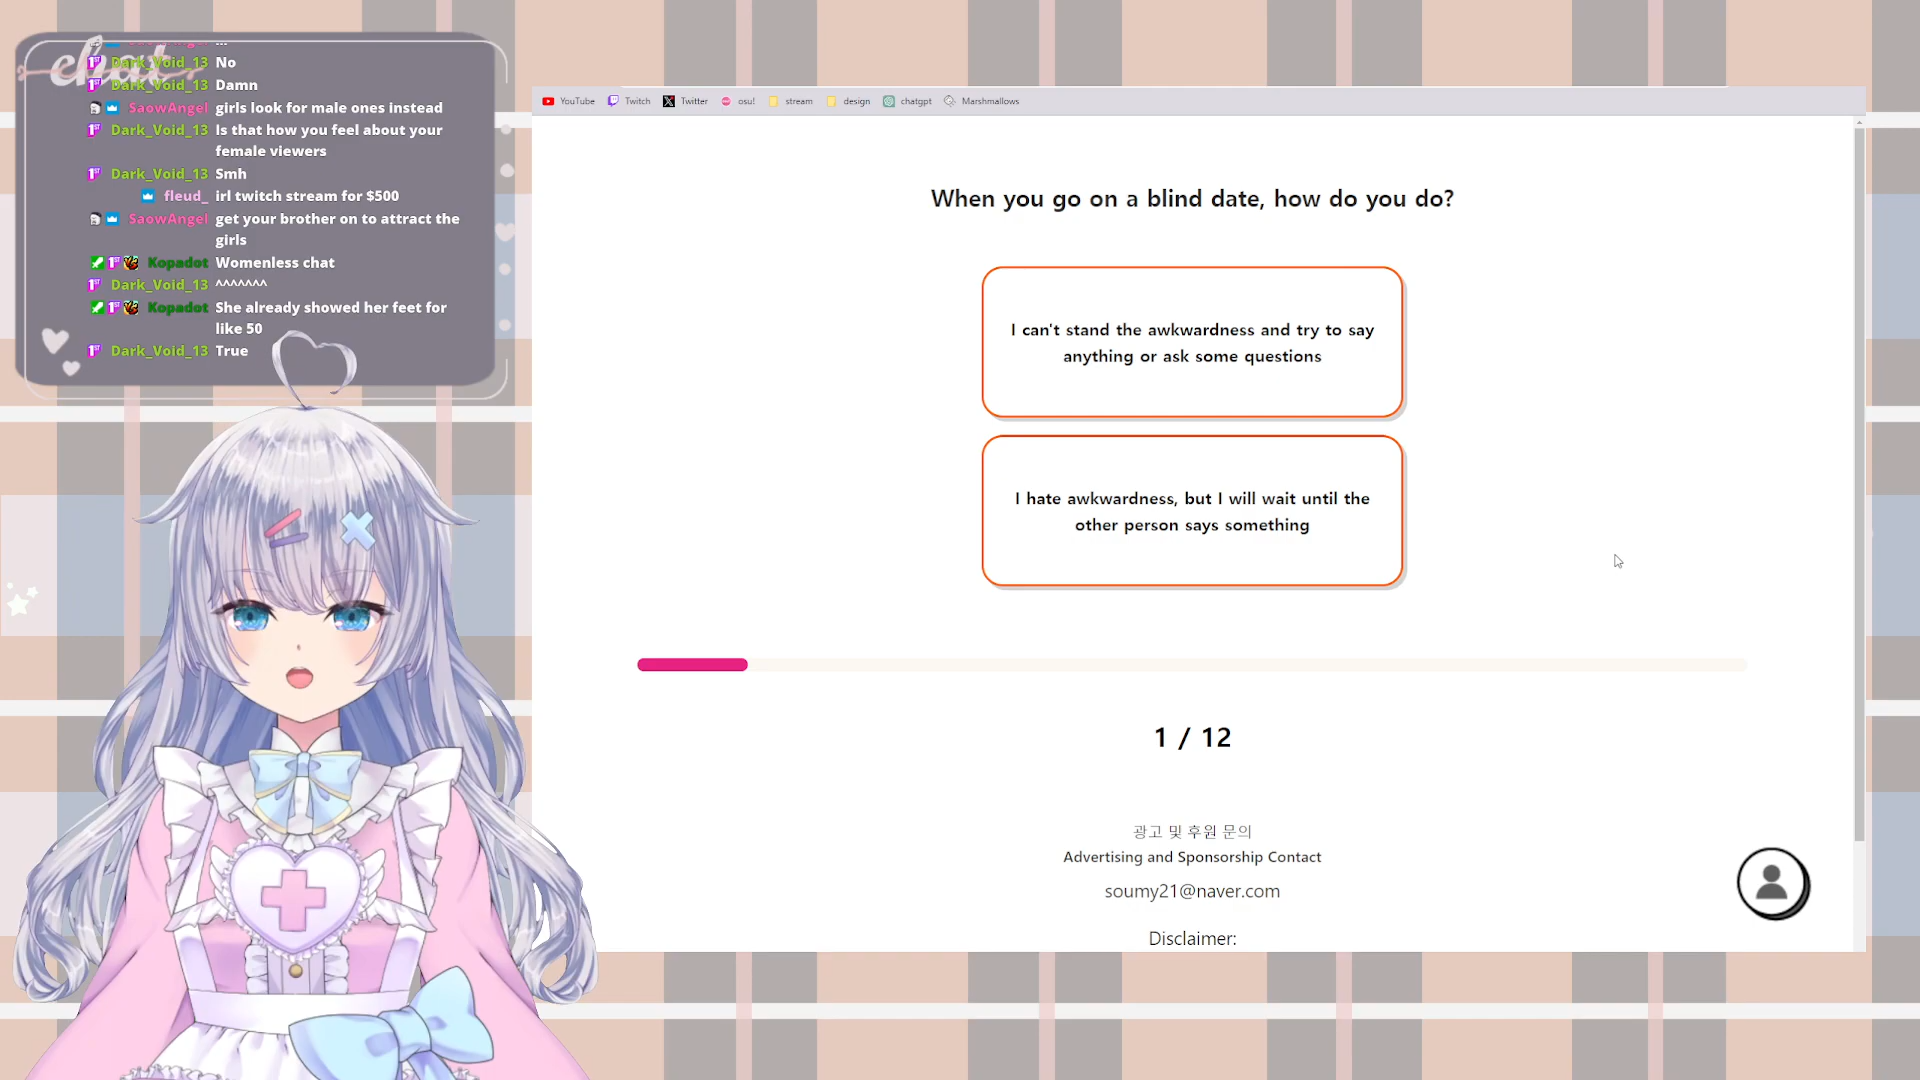 chat
...
Dark_Void_13 No
Dark_Void_13 Damn
SaowAngel girls look for male ones instead
Dark_Void_13 Is that how you feel about your
female viewers
Dark_Void_13 Smh
fleud_ irl twitch stream for $500
SaowAngel get your brother on to attract the
girls
Kopadot Womenless chat
Dark_Void_13 ^^^^^^^
Kopadot She already showed her feet for
like 50
Dark_Void_13 True
YouTube Twitch Twitter osu! stream design chatgpt Marshmallows
When you go on a blind date, how do you do?
I can't stand the awkwardness and try to say
anything or ask some questions
I hate awkwardness, but I will wait until the
other person says something
1 / 12
광고 및 후원 문의
Advertising and Sponsorship Contact
soumy21@naver.com
Disclaimer: